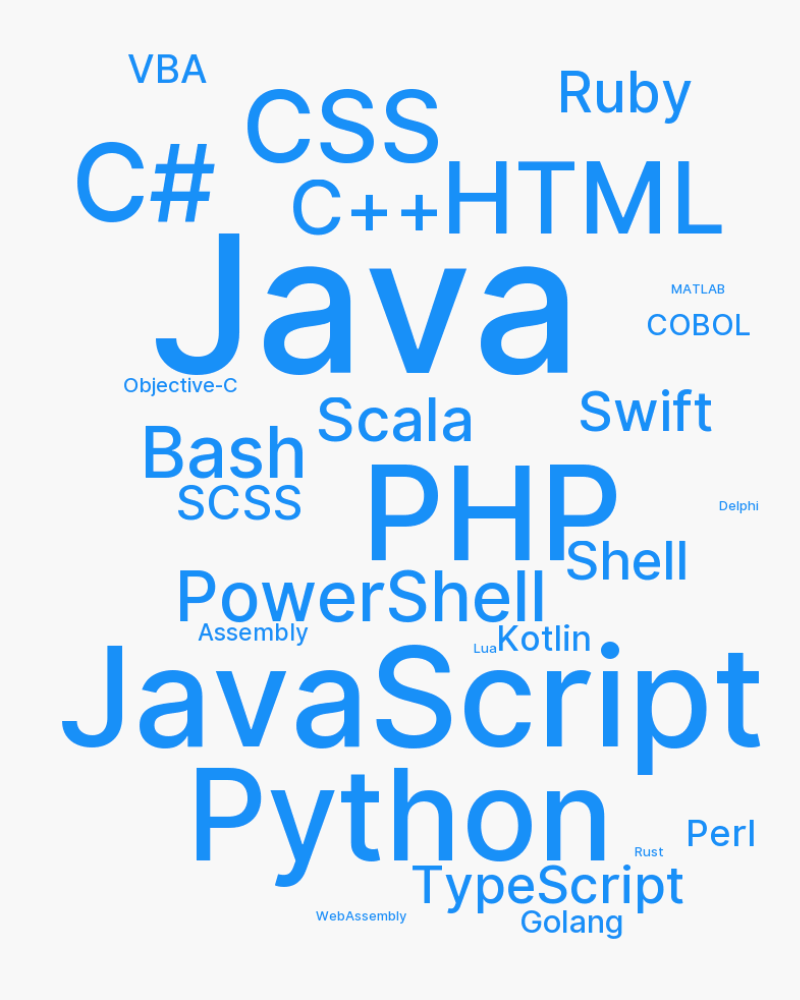 VBA
CSS
Ruby
C#
C++
HTML
Java
MATLAB
COBOL
Objective-C
Scala
Swift
Bash
SCSS
PHP
Delphi
Shell
PowerShell
Assembly
Lua
Kotlin
JavaScript
Python
Perl
Rust
TypeScript
WebAssembly
Golang